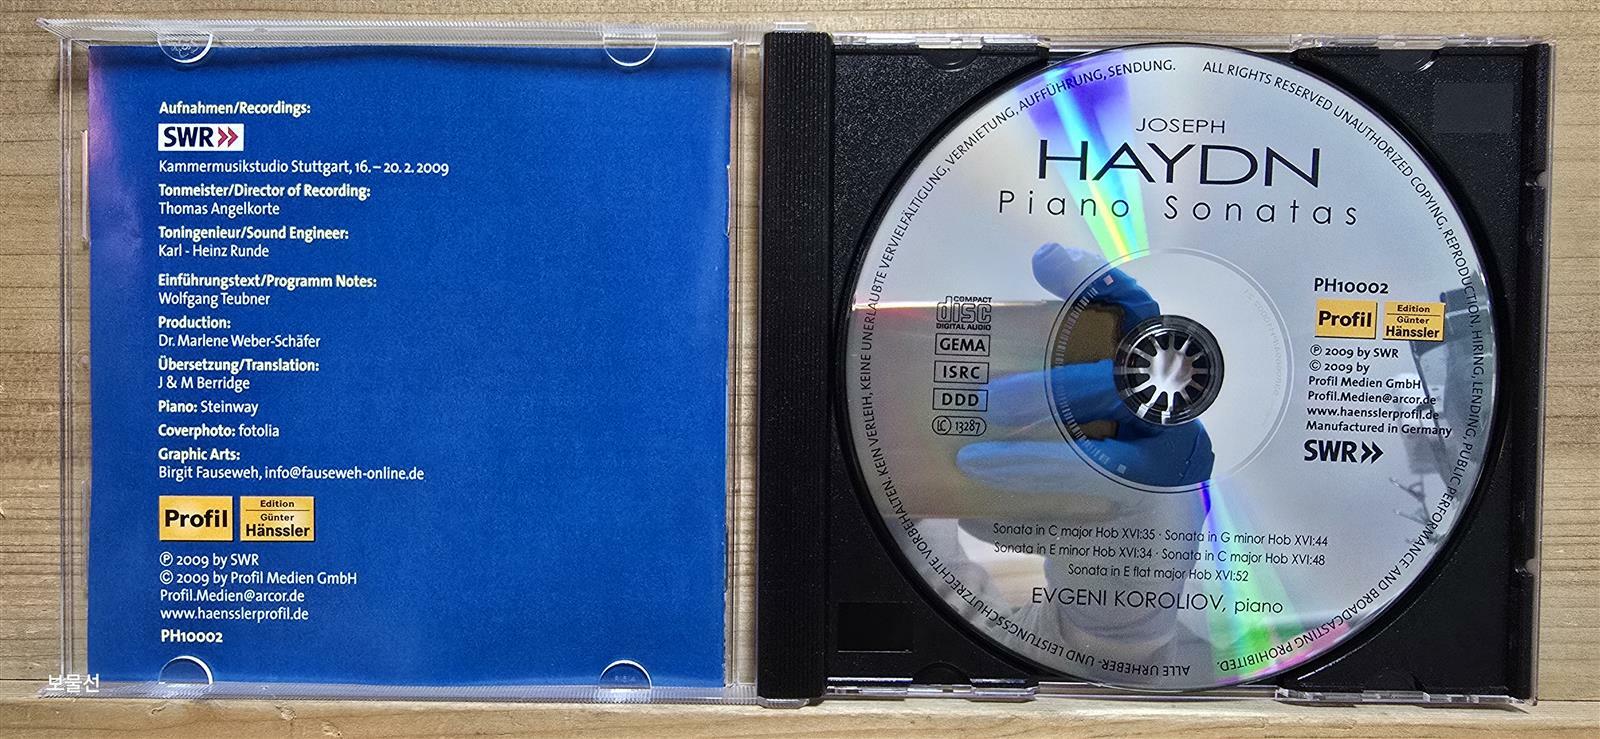 Aufnahmen/Recordings:
SWR
Kammermusikstudio Stuttgart, 16. – 20. 2. 2009
Tonmeister/Director of Recording:
Thomas Angelkorte
Toningenieur/Sound Engineer:
Karl - Heinz Runde
Einführungstext/Programm Notes:
Wolfgang Teubner
Production:
Dr. Marlene Weber-Schäfer
Übersetzung/Translation:
J & M Berridge
Piano: Steinway
Coverphoto: fotolia
Graphic Arts:
Birgit Fauseweh, info@fauseweh-online.de
Profil
Edition
Günter
Hänssler
℗ 2009 by SWR
© 2009 by Profil Medien GmbH
Profil.Medien@arcor.de
www.haensslerprofil.de
PH10002
보물선
ALLE URHEBER- UND LEISTUNGSSCHUTZRECHTE VORBEHALTEN. KEIN VERLEIH, KEINE UNERLAUBTE VERVIELFÄLTIGUNG, VERMIETUNG, AUFFÜHRUNG, SENDUNG.
ALL RIGHTS RESERVED UNAUTHORIZED COPYING, REPRODUCTION, HIRING, LENDING, PUBLIC PERFORMANCE AND BROADCASTING PROHIBITED.
JOSEPH
HAYDN
Piano Sonatas
COMPACT
disc
DIGITAL AUDIO
GEMA
ISRC
DDD
LC 13287
PH10002
Profil
Edition
Günter
Hänssler
℗ 2009 by SWR
© 2009 by
Profil Medien GmbH
Profil.Medien@arcor.de
www.haensslerprofil.de
Manufactured in Germany
SWR
Sonata in C major Hob XVI:35 · Sonata in G minor Hob XVI:44
Sonata in E minor Hob XVI:34 · Sonata in C major Hob XVI:48
Sonata in E flat major Hob XVI:52
EVGENI KOROLIOV, piano